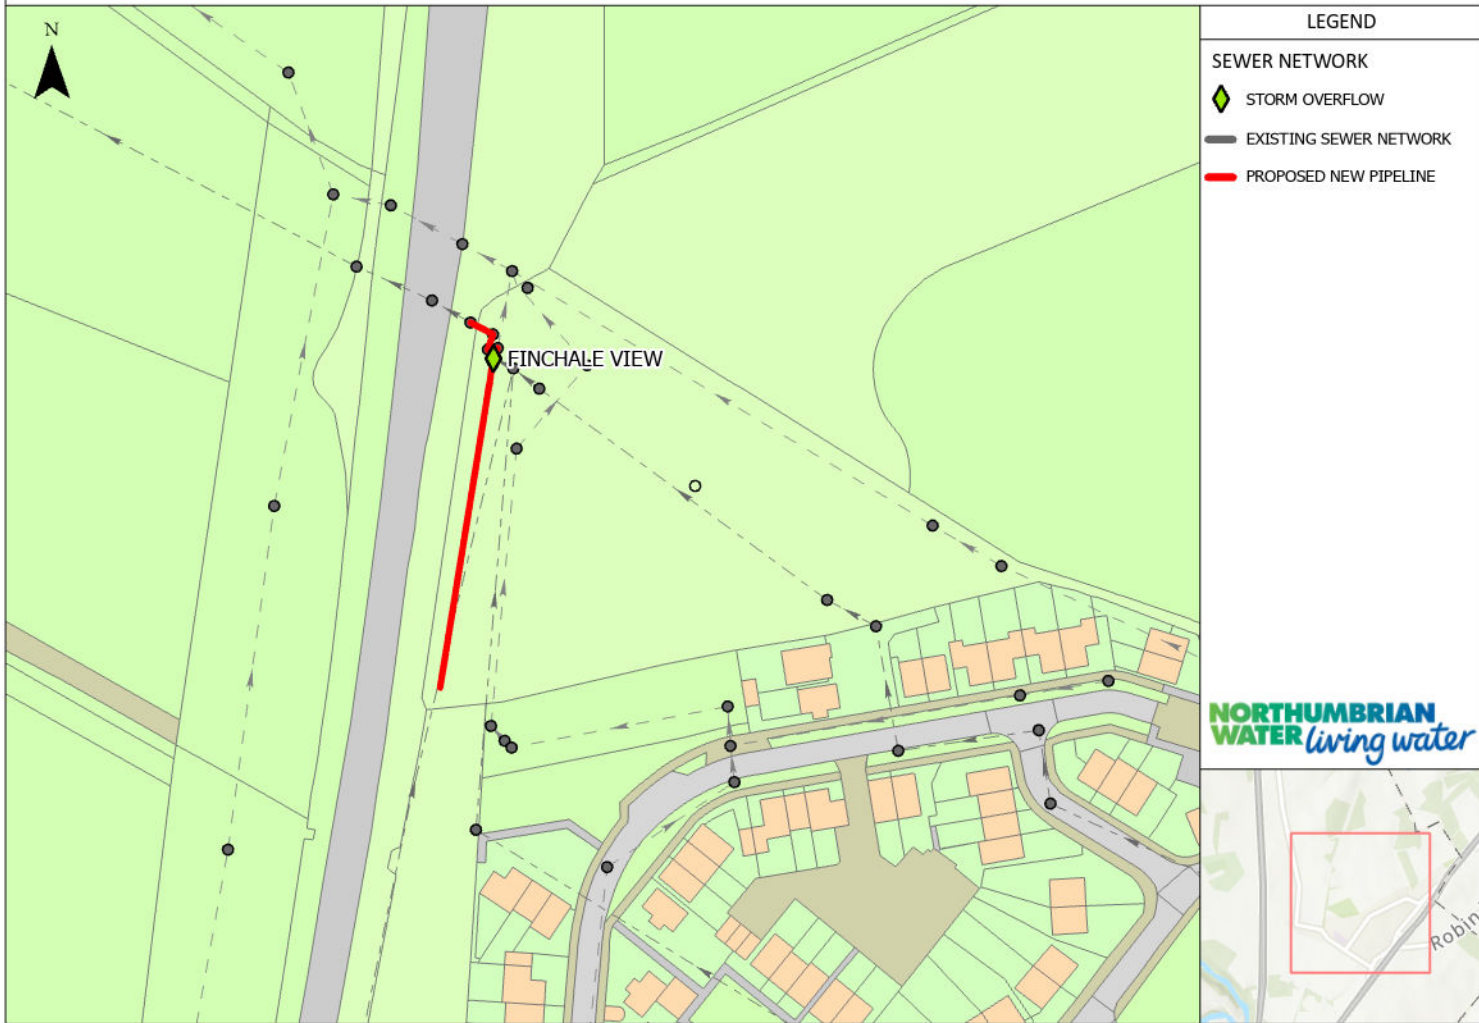 N
FINCHALE VIEW
LEGEND
SEWER NETWORK
STORM OVERFLOW
EXISTING SEWER NETWORK
PROPOSED NEW PIPELINE
NORTHUMBRIAN
WATER living water